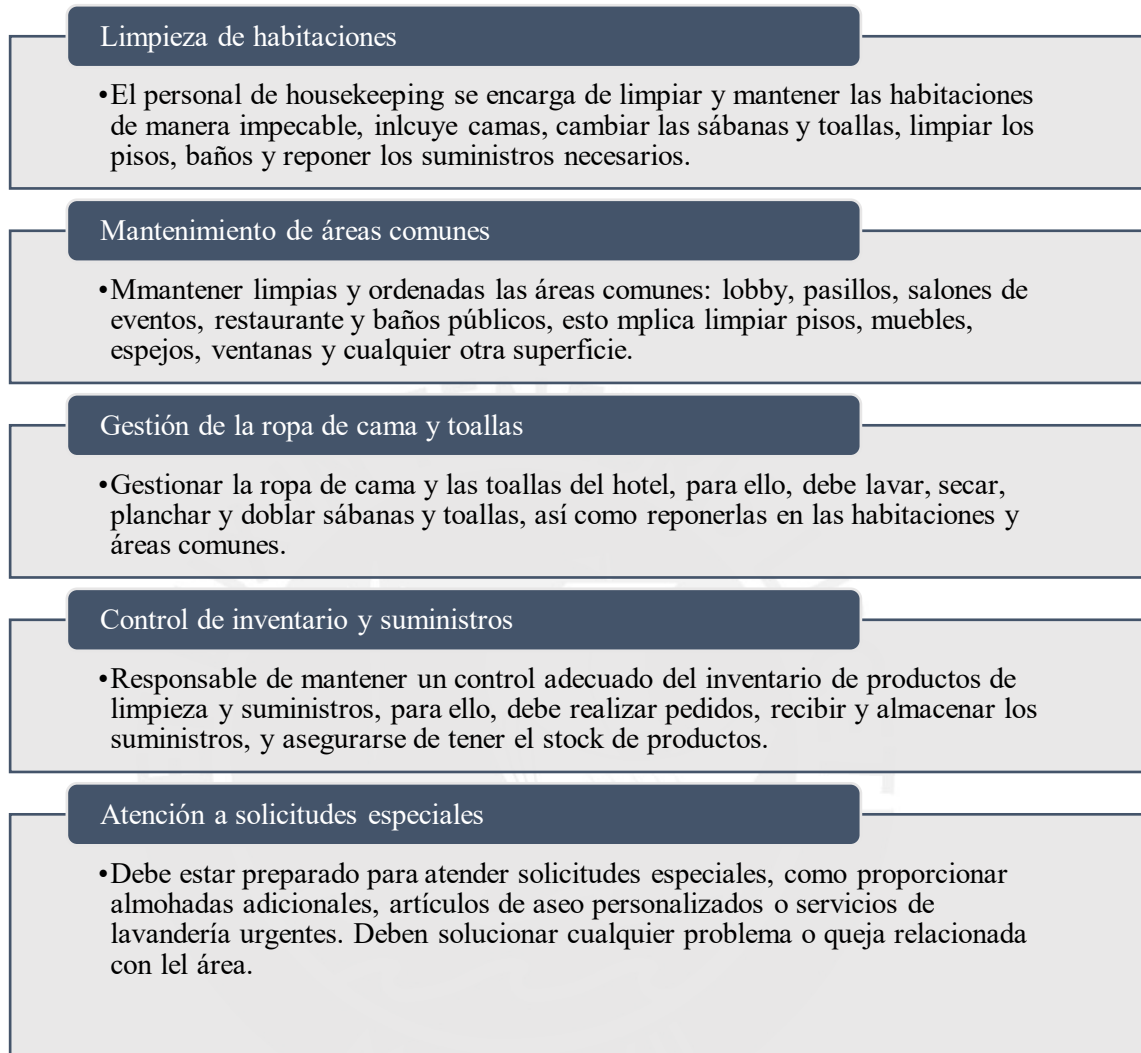 Limpieza de habitaciones
•El personal de housekeeping se encarga de limpiar y mantener las habitaciones
de manera impecable, inlcuye camas, cambiar las sábanas y toallas, limpiar los
pisos, baños y reponer los suministros necesarios.
Mantenimiento de áreas comunes
•Mmantener limpias y ordenadas las áreas comunes: lobby, pasillos, salones de
eventos, restaurante y baños públicos, esto mplica limpiar pisos, muebles,
espejos, ventanas y cualquier otra superficie.
Gestión de la ropa de cama y toallas
•Gestionar la ropa de cama y las toallas del hotel, para ello, debe lavar, secar,
planchar y doblar sábanas y toallas, así como reponerlas en las habitaciones y
áreas comunes.
Control de inventario y suministros
•Responsable de mantener un control adecuado del inventario de productos de
limpieza y suministros, para ello, debe realizar pedidos, recibir y almacenar los
suministros, y asegurarse de tener el stock de productos.
Atención a solicitudes especiales
•Debe estar preparado para atender solicitudes especiales, como proporcionar
almohadas adicionales, artículos de aseo personalizados o servicios de
lavandería urgentes. Deben solucionar cualquier problema o queja relacionada
con lel área.